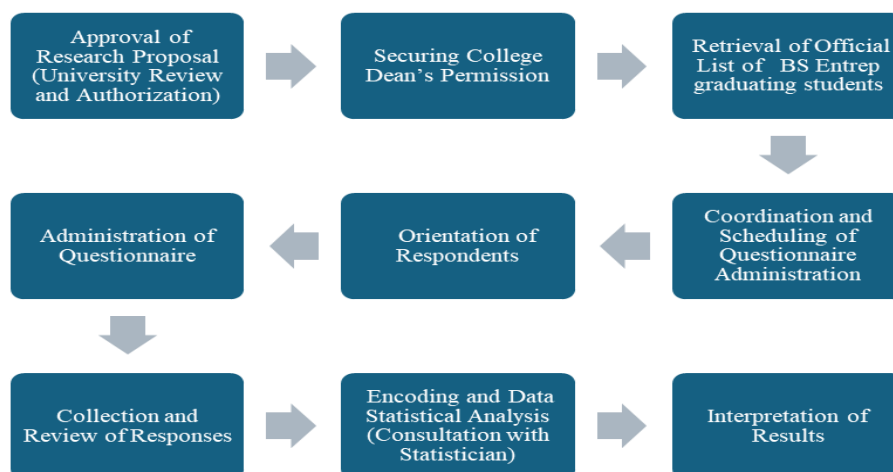 Approval of
Research Proposal
(University Review
and Authorization)
Securing College
Dean's Permission
Retrieval of Official
List of BS Entrep
graduating students
Coordination and
Scheduling of
Questionnaire
Administration
Orientation of
Respondents
Administration of
Questionnaire
Collection and
Review of Responses
Encoding and Data
Statistical Analysis
(Consultation with
Statistician)
Interpretation of
Results